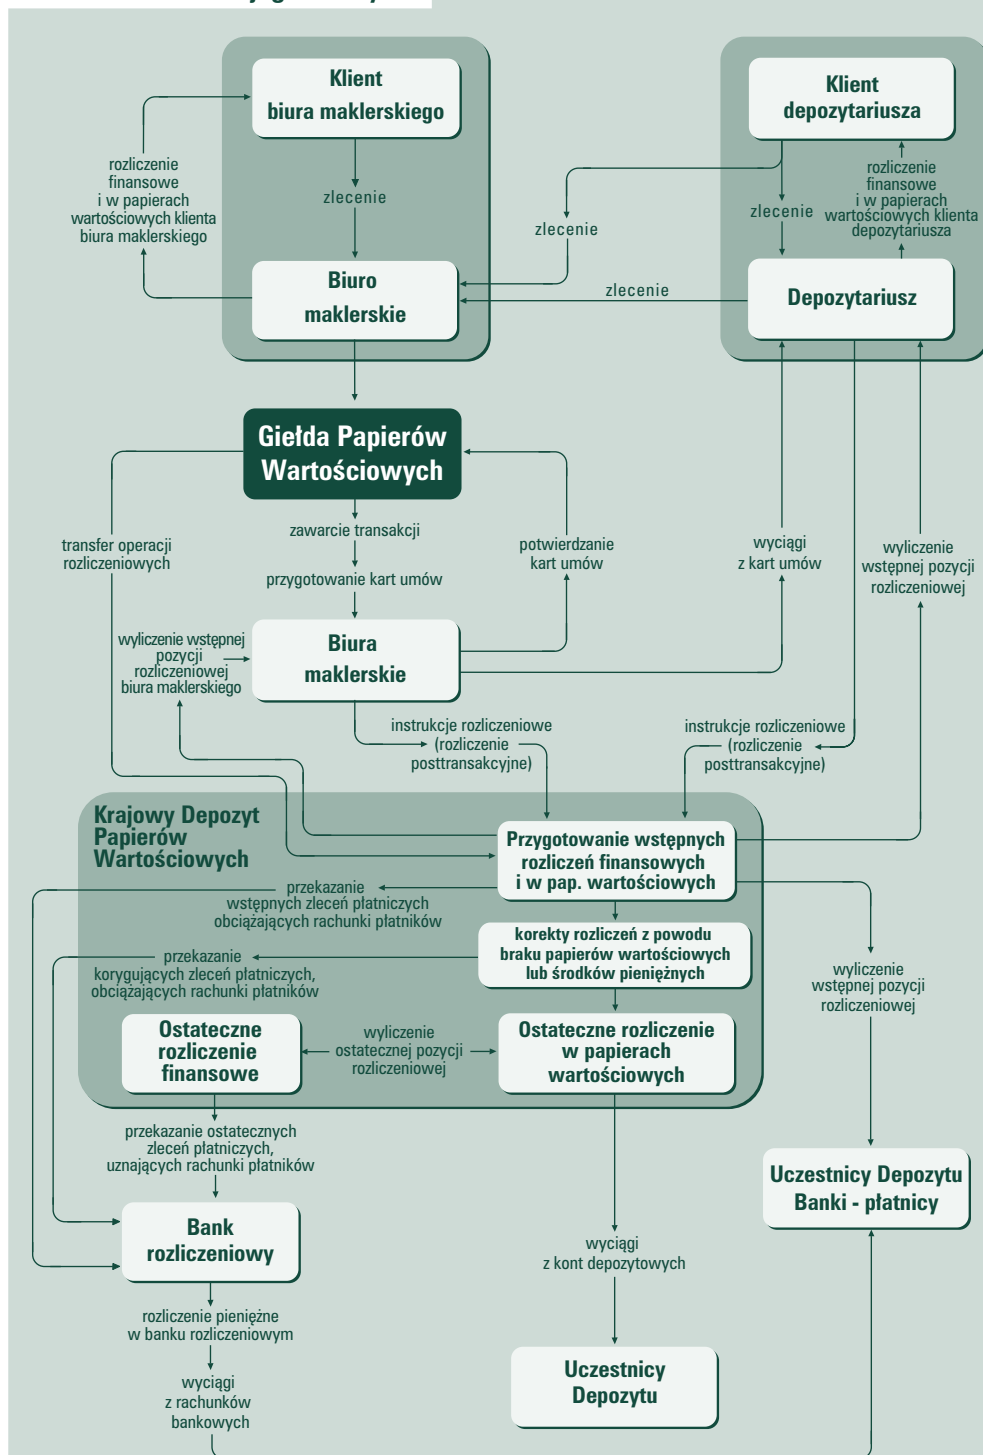 Klient
biura maklerskiego
Klient
depozytariusza
rozliczenie
finansowe
i w papierach
wartościowych klienta
biura maklerskiego
zlecenie
zlecenie
zlecenie
rozliczenie
finansowe
i w papierach
wartościowych klienta
depozytariusza
Biuro
maklerskie
zlecenie
Depozytariusz
Giełda Papierów
Wartościowych
transfer operacji
rozliczeniowych
zawarcie transakcji
przygotowanie kart umów
potwierdzanie
kart umów
wyciągi
z kart umów
wyliczenie
wstępnej pozycji
rozliczeniowej
wyliczenie wstępnej
pozycji
rozliczeniowej
biura maklerskiego
Biura
maklerskie
instrukcje rozliczeniowe
(rozliczenie
posttransakcyjne)
instrukcje rozliczeniowe
(rozliczenie
posttransakcyjne)
Krajowy Depozyt
Papierów
Wartościowych
Przygotowanie wstępnych
rozliczeń finansowych
i w pap. wartościowych
przekazanie
wstępnych zleceń płatniczych
obciążających rachunki płatników
korekty rozliczeń z powodu
braku papierów wartościowych
lub środków pieniężnych
przekazanie
korygujących zleceń płatniczych,
obciążających rachunki płatników
wyliczenie
wstępnej pozycji
rozliczeniowej
Ostateczne
rozliczenie
finansowe
wyliczenie
ostatecznej pozycji
rozliczeniowej
Ostateczne rozliczenie
w papierach
wartościowych
przekazanie ostatecznych
zleceń płatniczych,
uznających rachunki płatników
Uczestnicy Depozytu
Banki - płatnicy
Bank
rozliczeniowy
wyciągi
z kont depozytowych
rozliczenie pieniężne
w banku rozliczeniowym
Uczestnicy
Depozytu
wyciągi
z rachunków
bankowych